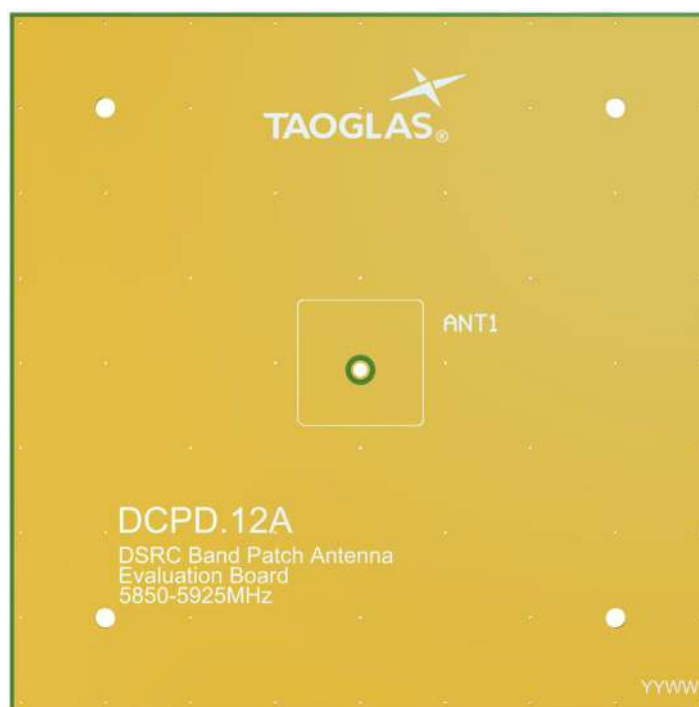 TAOGLAS®
ANT1
DCPD.12A
DSRC Band Patch Antenna
Evaluation Board
5850-5925MHz
YYWW